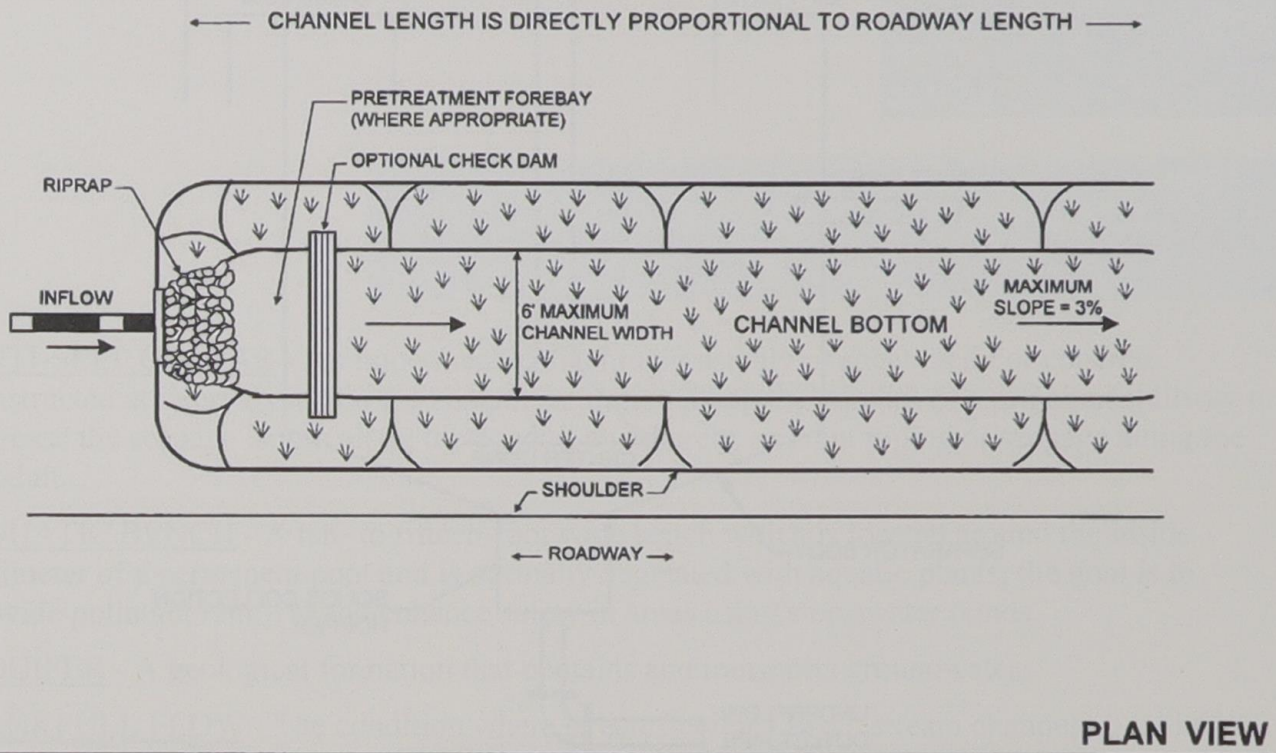 CHANNEL LENGTH IS DIRECTLY PROPORTIONAL TO ROADWAY LENGTH
PRETREATMENT FOREBAY
(WHERE APPROPRIATE)
OPTIONAL CHECK DAM
RIPRAP
INFLOW
6' MAXIMUM
CHANNEL WIDTH
CHANNEL BOTTOM
MAXIMUM
SLOPE = 3%
SHOULDER
ROADWAY
PLAN VIEW